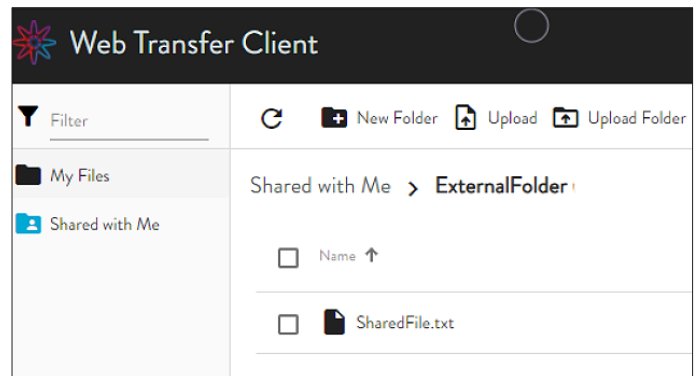 Web Transfer Client
Filter
New Folder Upload Upload Folder
My Files
Shared with Me > ExternalFolder
Shared with Me
Name
SharedFile.txt